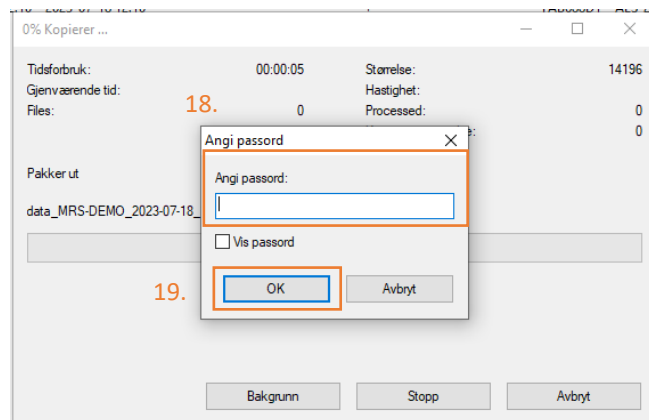 0% Kopierer ...
Tidsforbruk: 00:00:05 Størrelse: 14196
Gjenværende tid: Hastighet:
18.
Files: 0 Processed: 0
Angi passord
0
Angi passord:
Pakker ut
data_MRS-DEMO_2023-07-18_
Vis passord
19.
OK Avbryt
Bakgrunn Stopp Avbryt